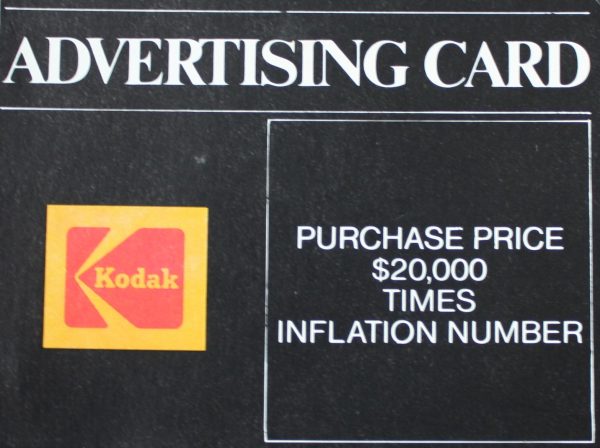 ADVERTISING CARD
Kodak
PURCHASE PRICE
$20,000
TIMES
INFLATION NUMBER